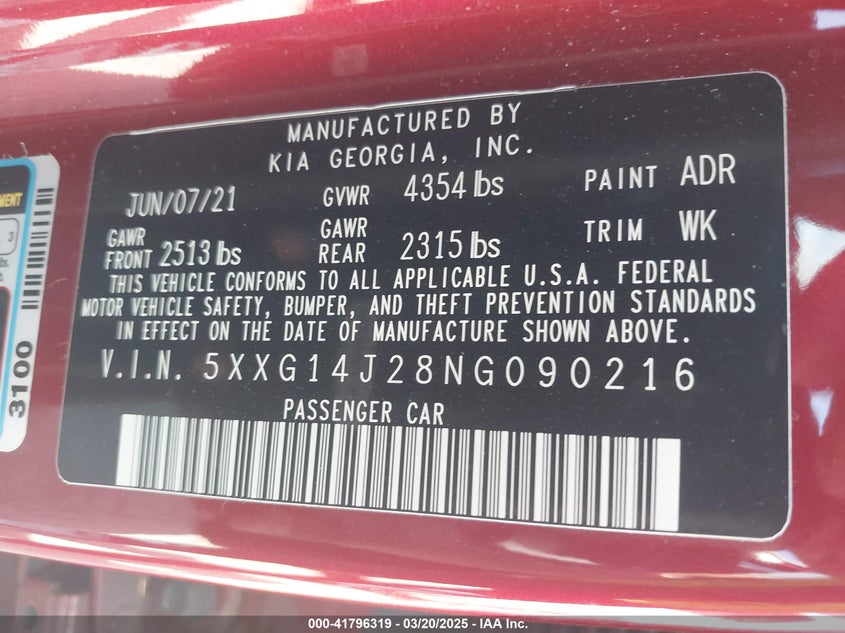 MANUFACTURED BY
KIA GEORGIA, INC.
JUN/07/21 GVWR 4354 lbs PAINT ADR
GAWR FRONT 2513 lbs GAWR REAR 2315 lbs TRIM WK
THIS VEHICLE CONFORMS TO ALL APPLICABLE U.S.A. FEDERAL
MOTOR VEHICLE SAFETY, BUMPER, AND THEFT PREVENTION STANDARDS
IN EFFECT ON THE DATE OF MANUFACTURE SHOWN ABOVE.
V.I.N. 5XXG14J28NG090216
PASSENGER CAR
3
3100
000-41796319 / 03/20/2025 - IAA Inc.